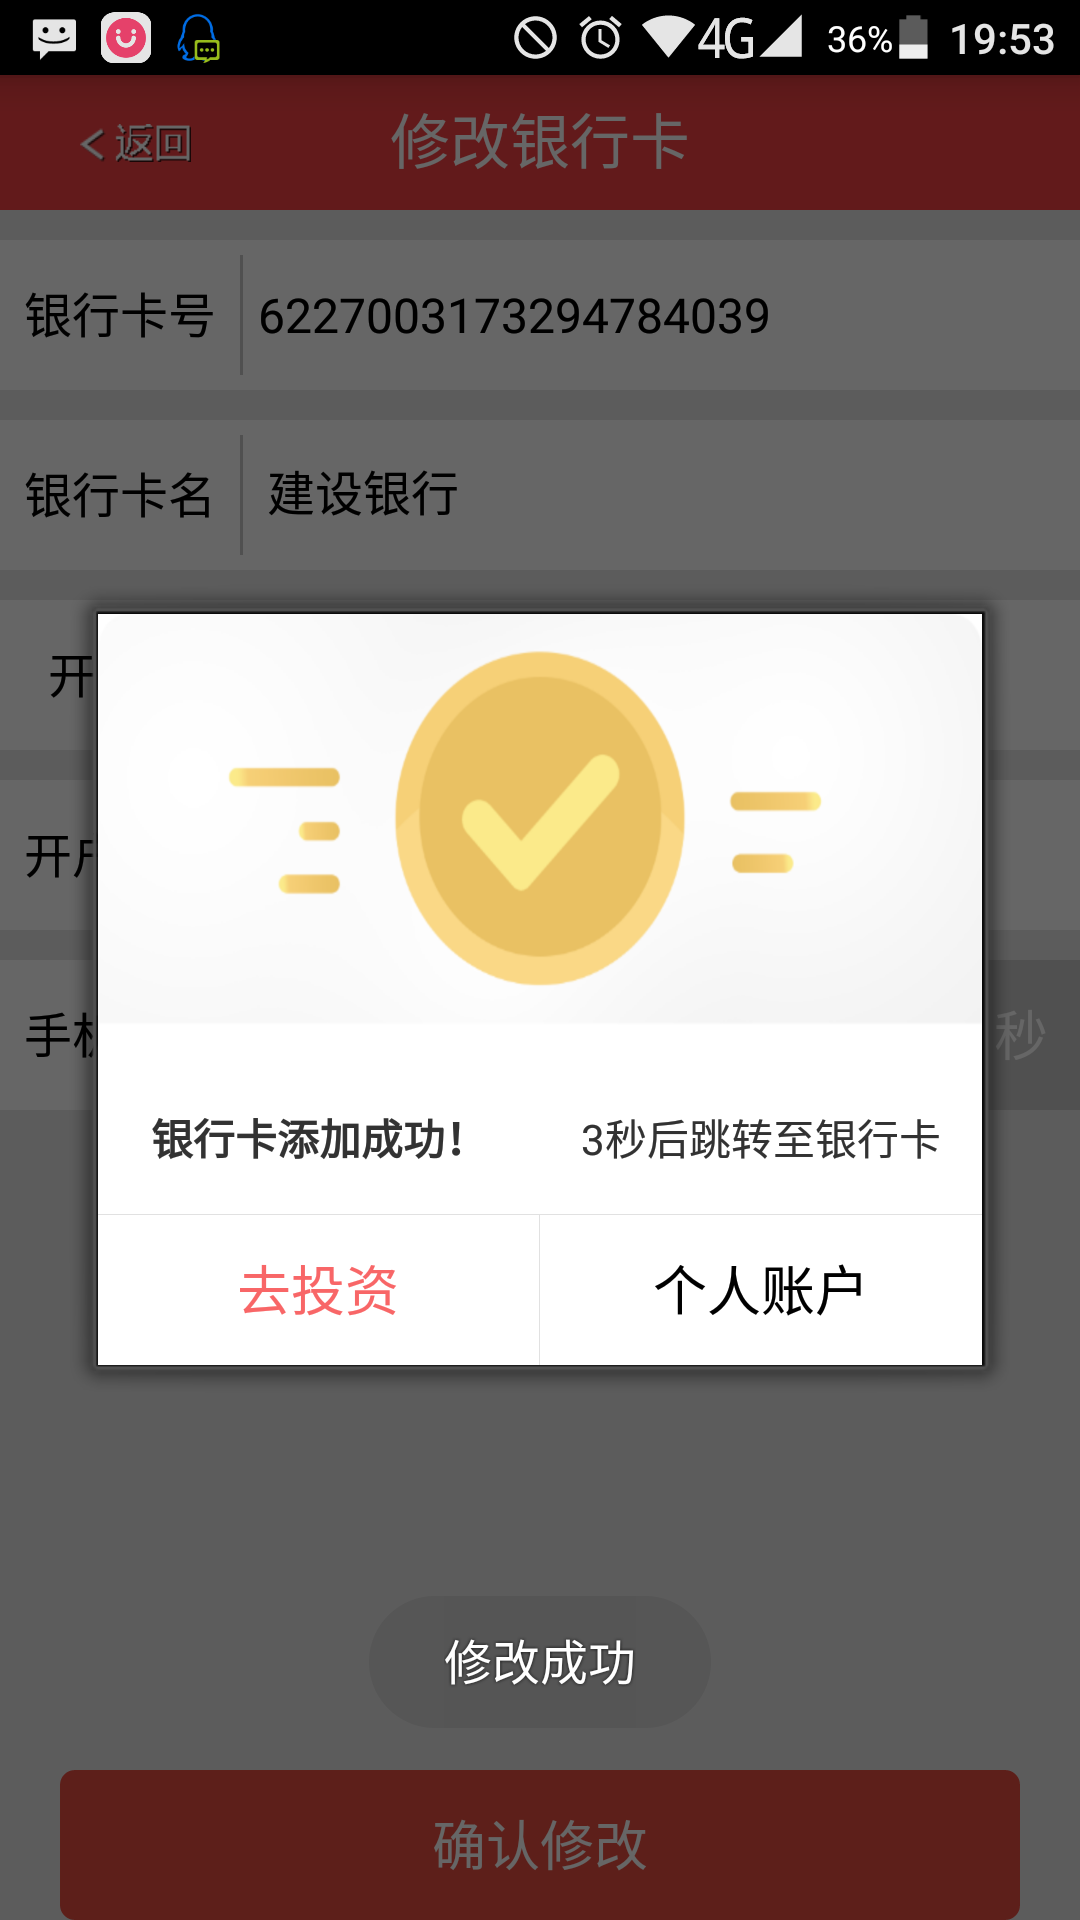 4G 36% 19:53
< 返回 修改银行卡
银行卡号 6227003173294784039
银行卡名 建设银行
开
开户
手机 秒
银行卡添加成功! 3秒后跳转至银行卡
去投资 个人账户
修改成功
确认修改